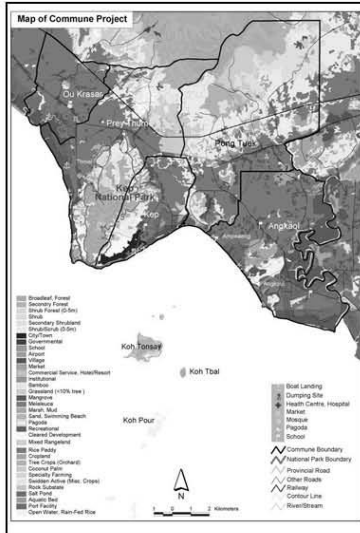 Map of Commune Project
Ou Krasar
Prey Thum
Pong Tuek
Kep
National Park
Kep
Angkaol
Koh Tonsay
Koh Tbal
Koh Pour
Broadleaf, Forest
Secondry Forest
Shrub Forest (0-5m)
Shrub
Secondary Shrubland
Shrub/Scrub (0-5m)
City/Town
Governmental
School
Airport
Village
Market
Commercial Service, Hotel/Resort
Institutional
Bamboo
Grassland (<10% tree )
Mangrove
Melaleuca
Marsh, Mud
Sand, Swimming Beach
Pagoda
Recreational
Cleared Development
Mixed Rangeland
Rice Paddy
Cropland
Tree Crops (Orchard)
Coconut Palm
Specialty Farming
Swidden Active (Misc. Crops)
Rock Substrate
Salt Pond
Aquatic Bed
Port Facility
Open Water, Rain-Fed Rice
Boat Landing
Dumping Site
Health Centre, Hospital
Market
Mosque
Pagoda
School
Commune Boundary
National Park Boundary
Provincial Road
Other Roads
Railway
Contour Line
River/Stream
N
1 0 1 2 Kilometers